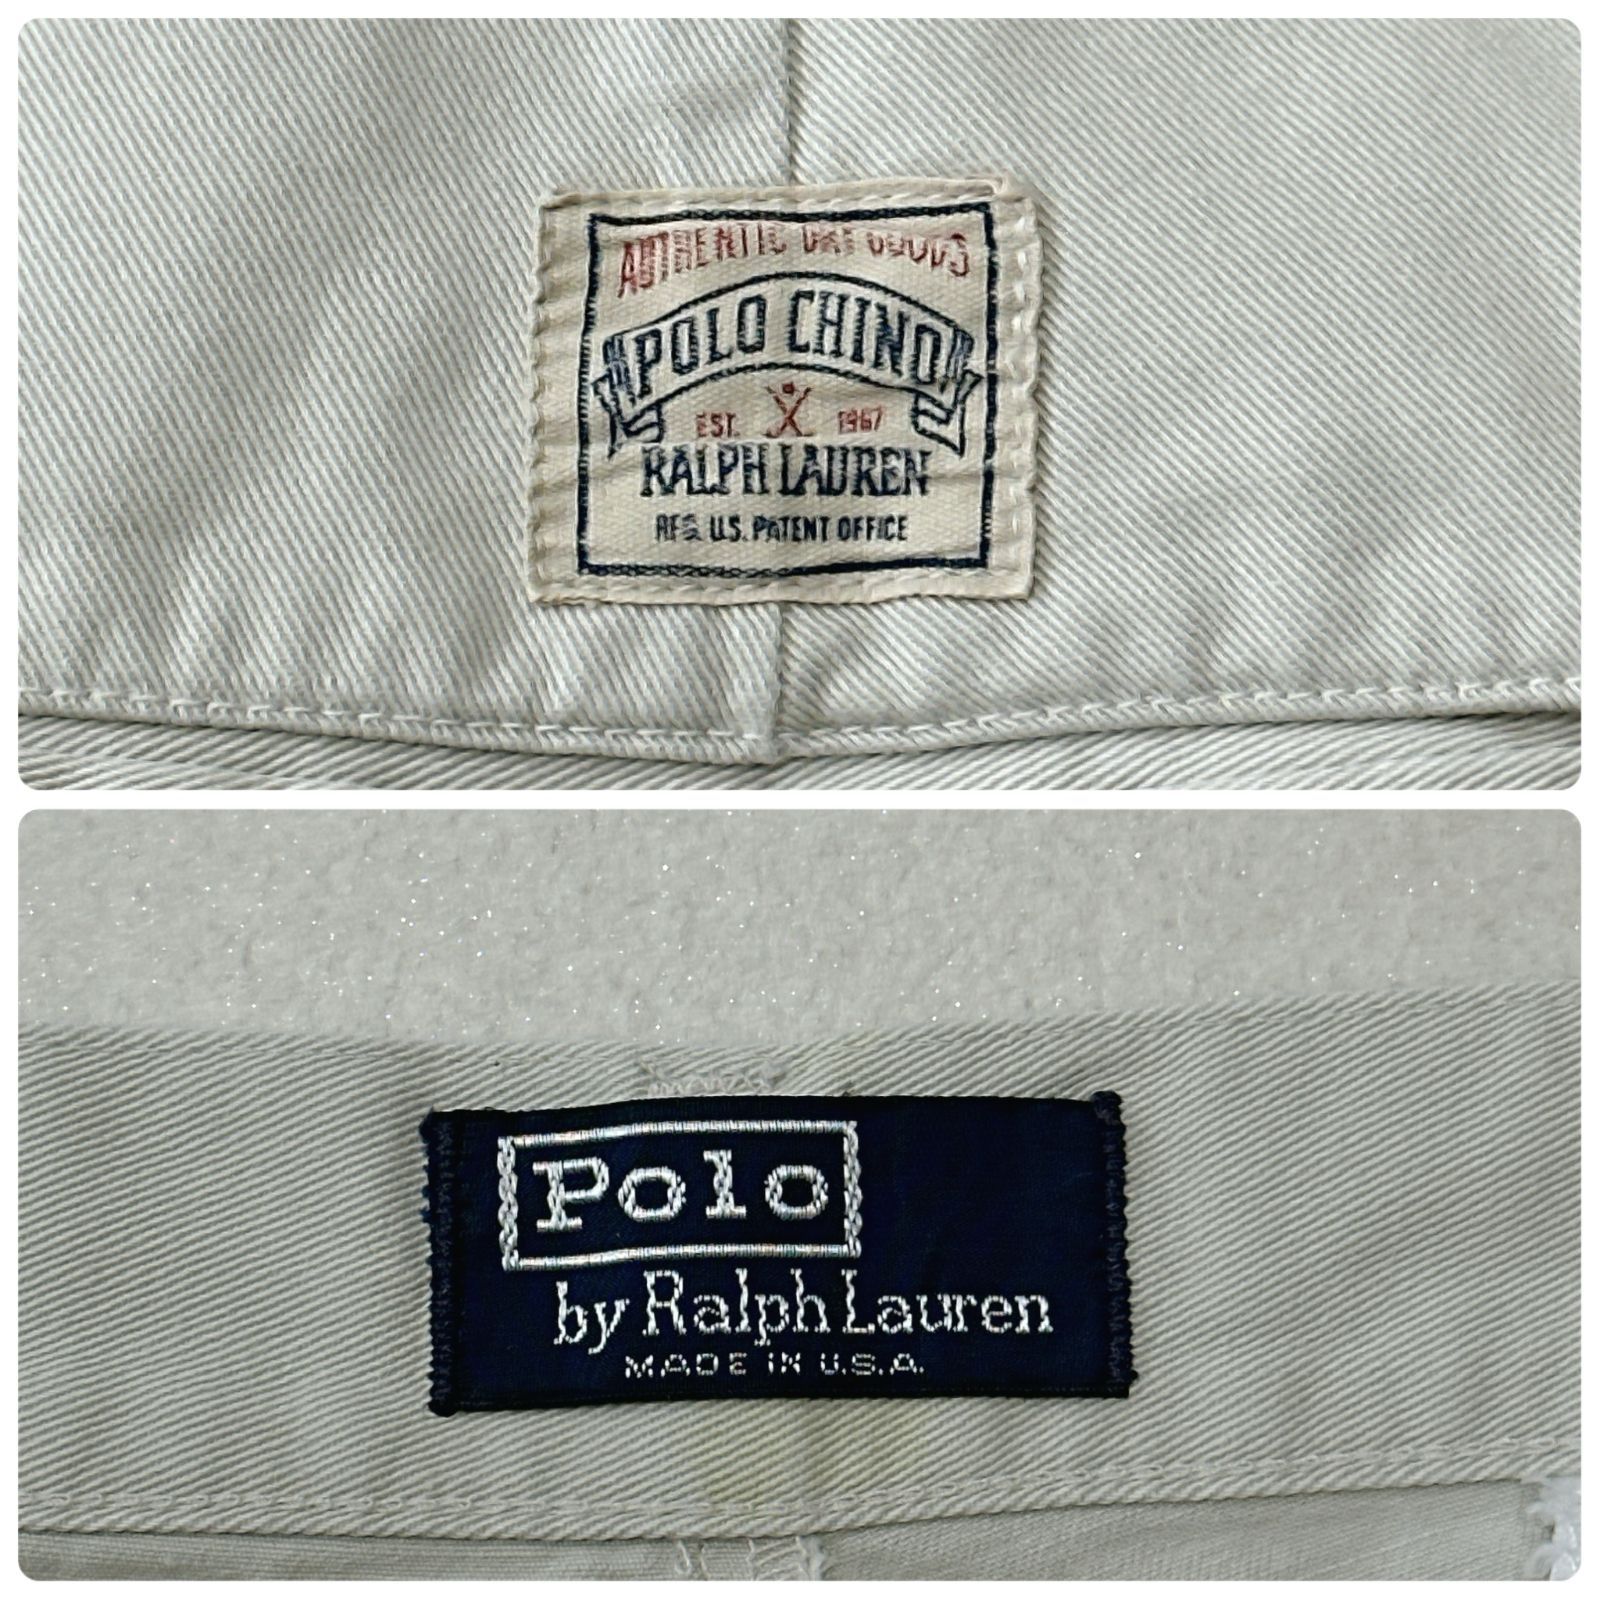 AUTHENTIC DRY GOODS
POLO CHINO
EST. 1967
RALPH LAUREN
REG. U.S. PATENT OFFICE
Polo
by Ralph Lauren
MADE IN U.S.A.